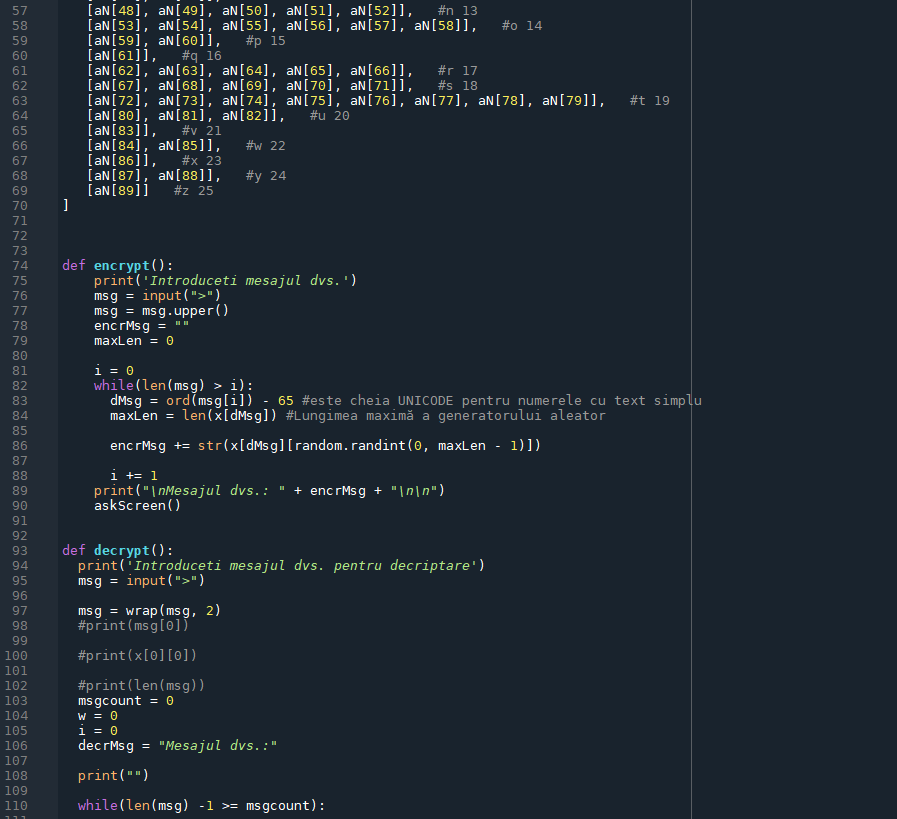 57 [aN[48], aN[49], aN[50], aN[51], aN[52]], #n 13
58 [aN[53], aN[54], aN[55], aN[56], aN[57], aN[58]], #o 14
59 [aN[59], aN[60]], #p 15
60 [aN[61]], #q 16
61 [aN[62], aN[63], aN[64], aN[65], aN[66]], #r 17
62 [aN[67], aN[68], aN[69], aN[70], aN[71]], #s 18
63 [aN[72], aN[73], aN[74], aN[75], aN[76], aN[77], aN[78], aN[79]], #t 19
64 [aN[80], aN[81], aN[82]], #u 20
65 [aN[83]], #v 21
66 [aN[84], aN[85]], #w 22
67 [aN[86]], #x 23
68 [aN[87], aN[88]], #y 24
69 [aN[89]] #z 25
70 ]
71
72
73
74 def encrypt():
75 print('Introduceti mesajul dvs.')
76 msg = input(">")
77 msg = msg.upper()
78 encrMsg = ""
79 maxLen = 0
80
81 i = 0
82 while(len(msg) > i):
83 dMsg = ord(msg[i]) - 65 #este cheia UNICODE pentru numerele cu text simplu
84 maxLen = len(x[dMsg]) #Lungimea maximă a generatorului aleator
85
86 encrMsg += str(x[dMsg][random.randint(0, maxLen - 1)])
87
88 i += 1
89 print("\nMesajul dvs.: " + encrMsg + "\n\n")
90 askScreen()
91
92
93 def decrypt():
94 print('Introduceti mesajul dvs. pentru decriptare')
95 msg = input(">")
96
97 msg = wrap(msg, 2)
98 #print(msg[0])
99
100 #print(x[0][0])
101
102 #print(len(msg))
103 msgcount = 0
104 w = 0
105 i = 0
106 decrMsg = "Mesajul dvs.:"
107
108 print("")
109
110 while(len(msg) -1 >= msgcount):